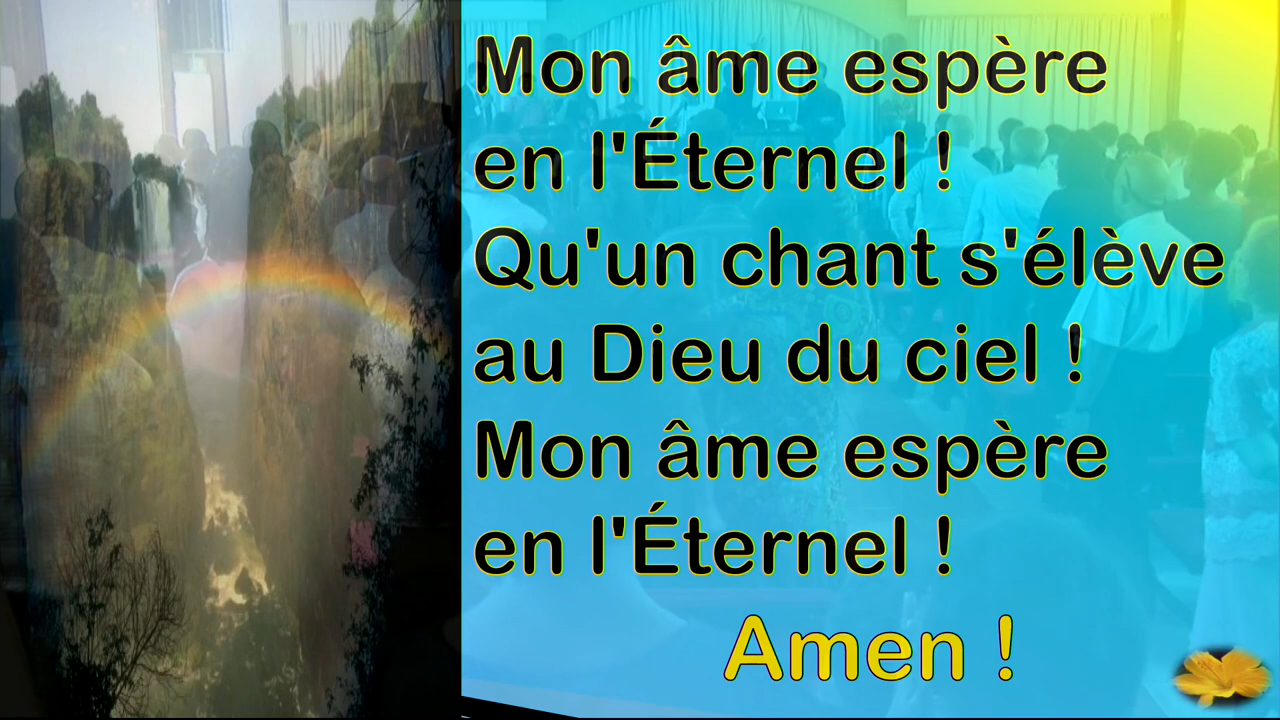 Mon âme espère
en l'Éternel !
Qu'un chant s'élève
au Dieu du ciel !
Mon âme espère
en l'Éternel !
Amen !